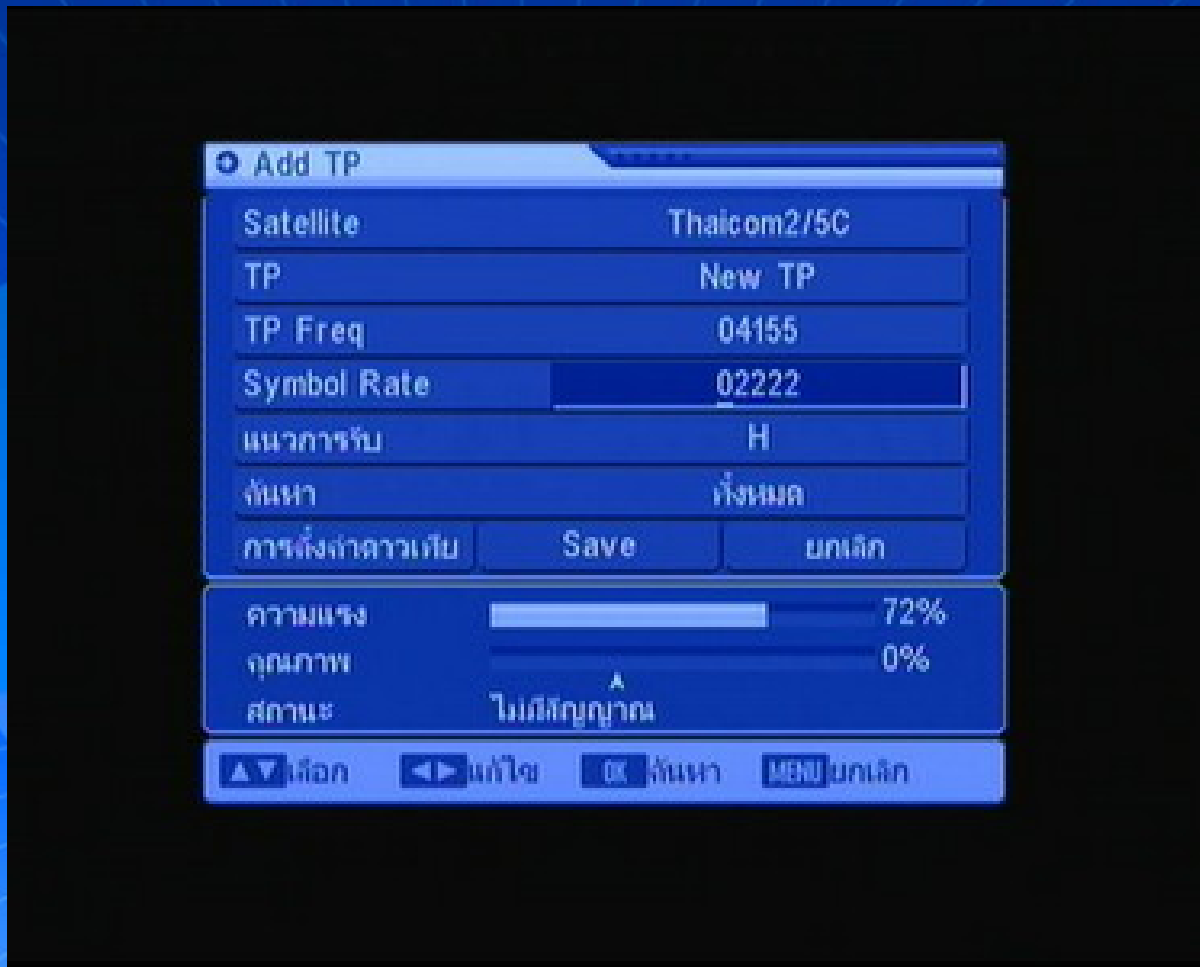 Add TP
Satellite Thaicom2/5C
TP New TP
TP Freq 04155
Symbol Rate 02222
แนวการรับ H
ค้นหา ทั้งหมด
การตั้งค่าดาวเทียม Save ยกเลิก
ความแรง 72%
คุณภาพ 0%
สถานะ ไม่มีสัญญาณ
▲▼ เลือก ◀▶ แก้ไข OK ค้นหา MENU ยกเลิก